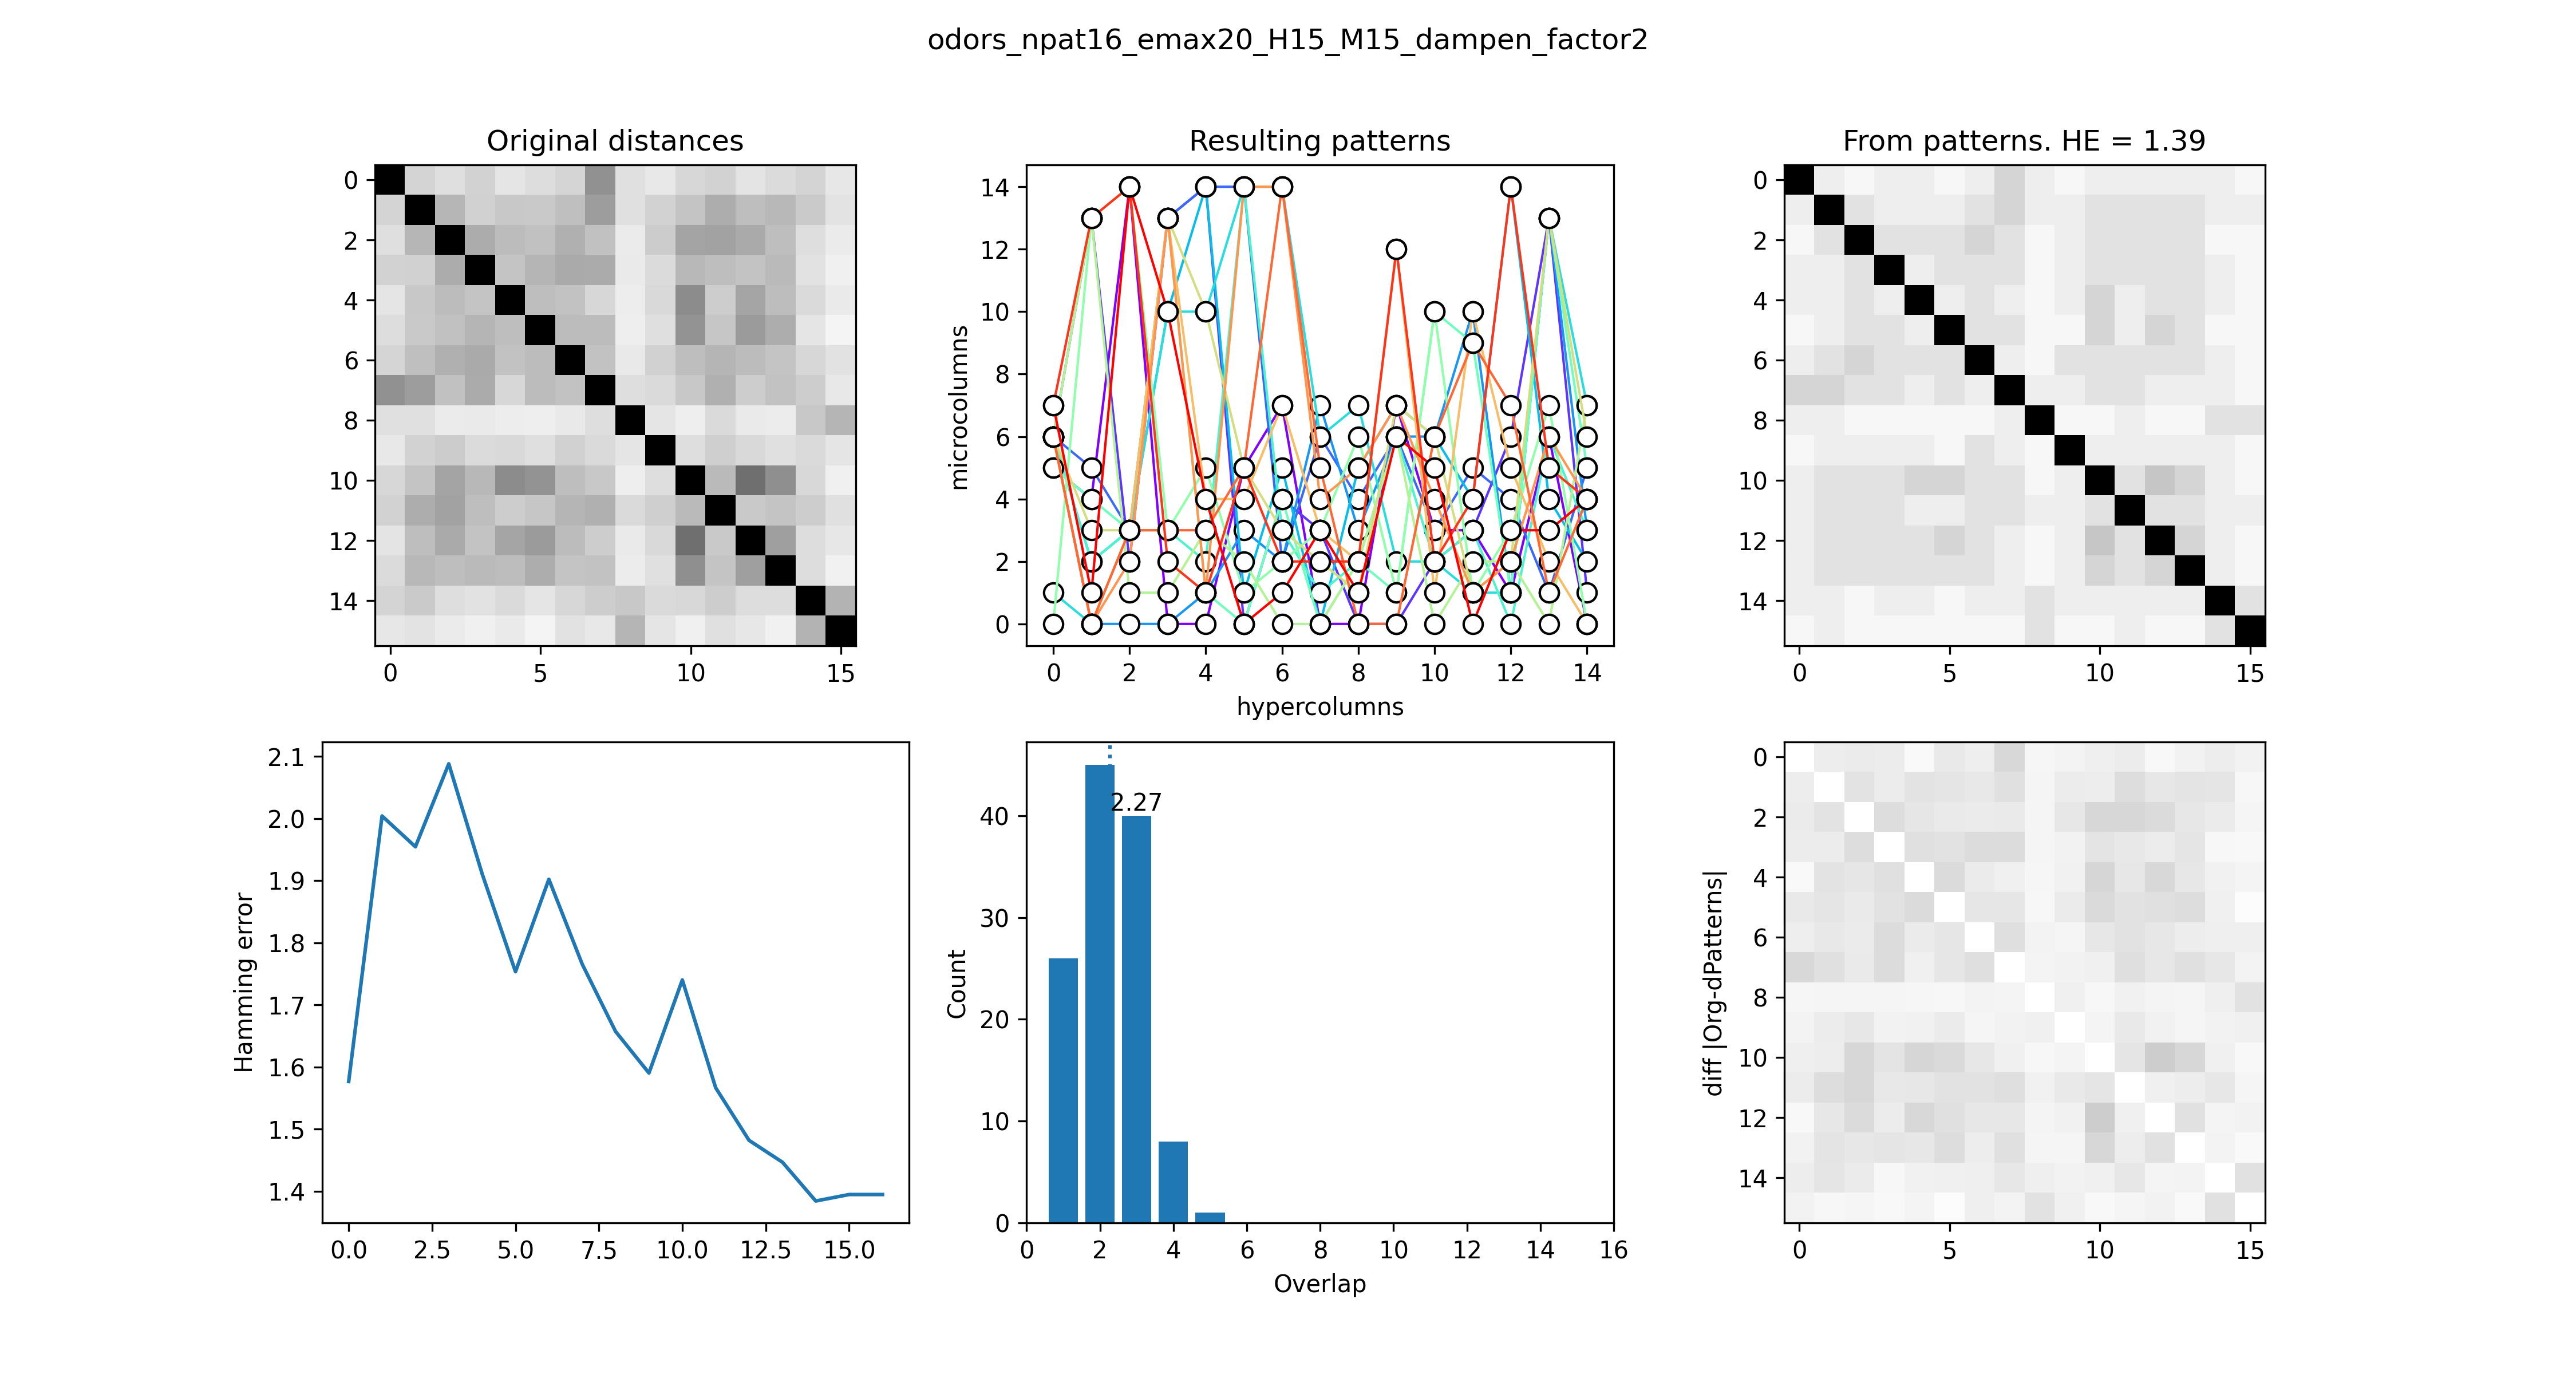 odors_npat16_emax20_H15_M15_dampen_factor2
Original distances
0
2
4
6
8
10
12
14
0 5 10 15
Resulting patterns
microcolumns
14
12
10
8
6
4
2
0
0 2 4 6 8 10 12 14
hypercolumns
From patterns. HE = 1.39
0
2
4
6
8
10
12
14
0 5 10 15
Hamming error
2.1
2.0
1.9
1.8
1.7
1.6
1.5
1.4
0.0 2.5 5.0 7.5 10.0 12.5 15.0
Count
2.27
40
30
20
10
0
0 2 4 6 8 10 12 14 16
Overlap
diff |Org-dPatterns|
0
2
4
6
8
10
12
14
0 5 10 15